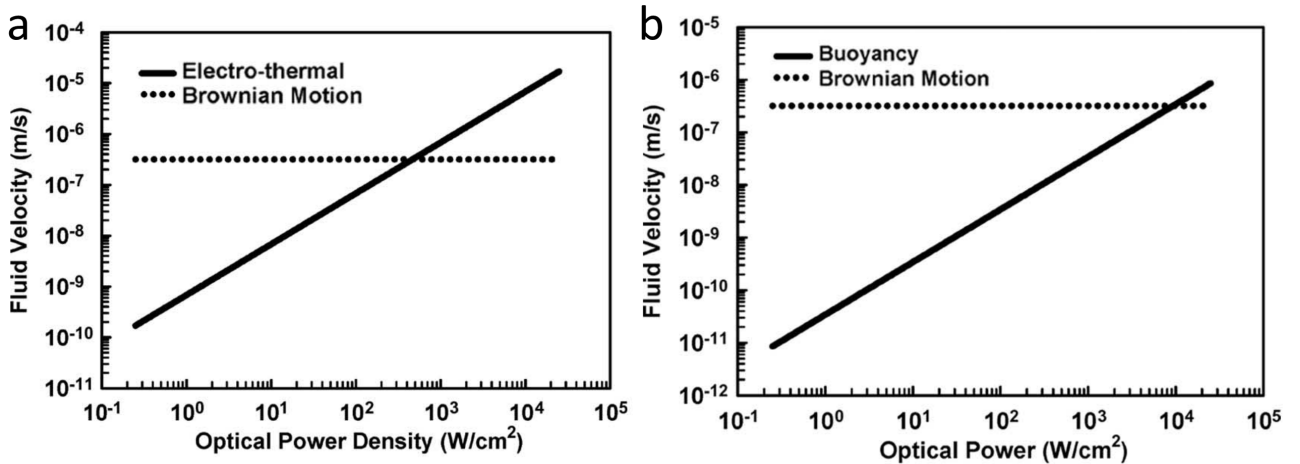 a
Fluid Velocity (m/s)
10⁻⁴
10⁻⁵
10⁻⁶
10⁻⁷
10⁻⁸
10⁻⁹
10⁻¹⁰
10⁻¹¹
Electro-thermal
Brownian Motion
10⁻¹ 10⁰ 10¹ 10² 10³ 10⁴ 10⁵
Optical Power Density (W/cm²)
b
Fluid Velocity (m/s)
10⁻⁵
10⁻⁶
10⁻⁷
10⁻⁸
10⁻⁹
10⁻¹⁰
10⁻¹¹
10⁻¹²
Buoyancy
Brownian Motion
10⁻¹ 10⁰ 10¹ 10² 10³ 10⁴ 10⁵
Optical Power (W/cm²)